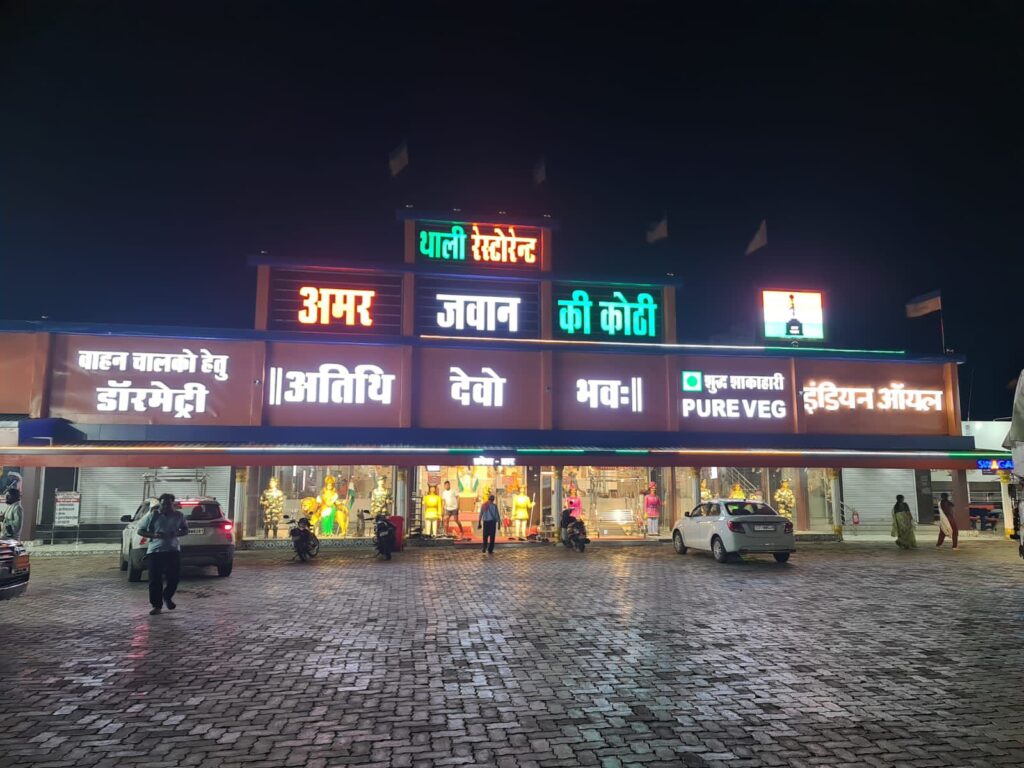 थाली रेस्टोरेन्ट
अमर जवान की कोठी
वाहन चालको हेतु
डॉरमेट्री
॥अतिथि देवो भवः॥
शुद्ध शाकाहारी
PURE VEG
इंडियन ऑयल